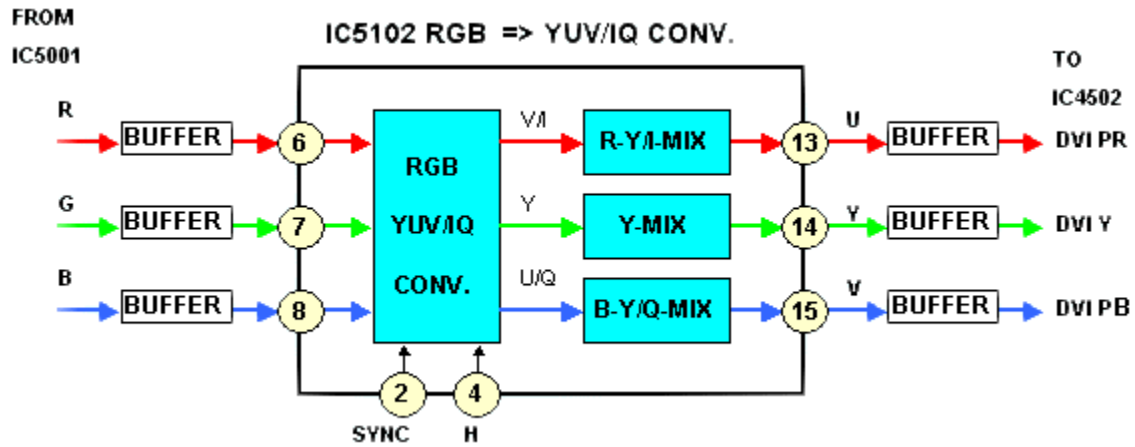 FROM
IC5001
IC5102 RGB => YUV/IQ CONV.
TO
IC4502
R
BUFFER
6
V/I
R-Y/I-MIX
13
U
BUFFER
DVI PR
RGB
YUV/IQ
CONV.
G
BUFFER
7
Y
Y-MIX
14
Y
BUFFER
DVI Y
B
BUFFER
8
U/Q
B-Y/Q-MIX
15
V
BUFFER
DVI PB
2
4
SYNC
H